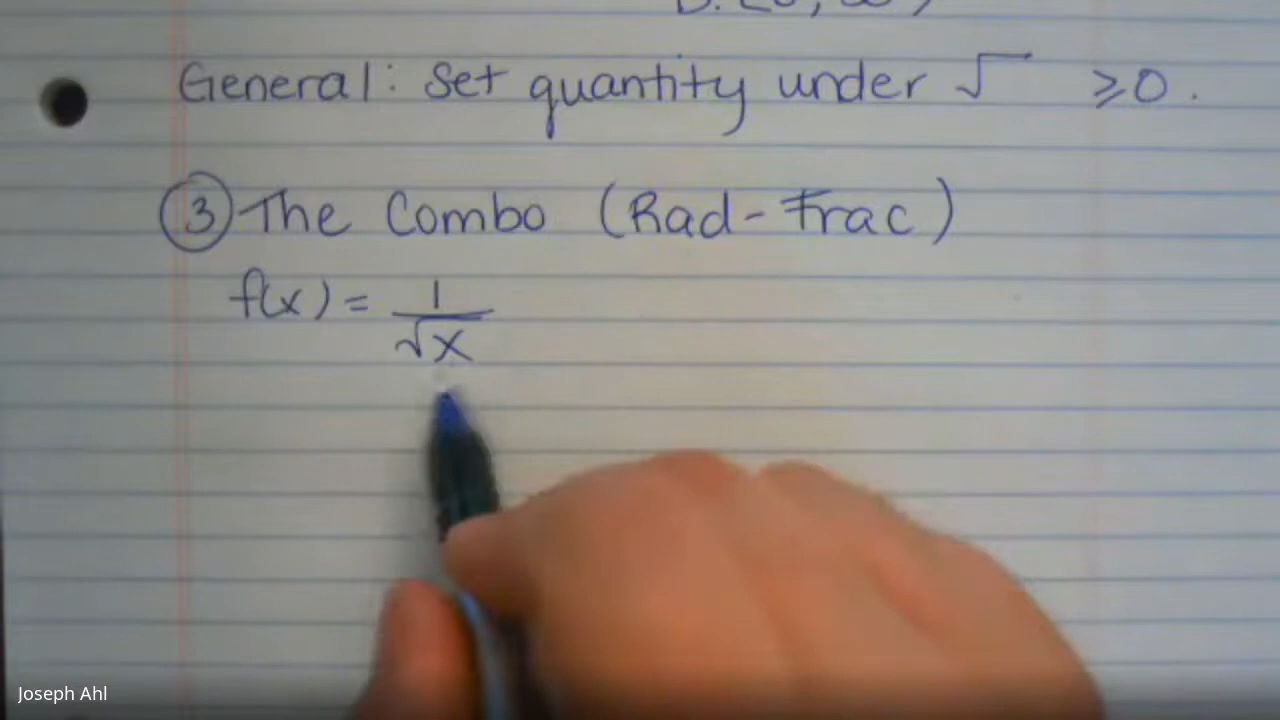 General: Set quantity under √ ≥0.
③ The Combo (Rad-Frac)
f(x) = 1/√x
Joseph Ahl